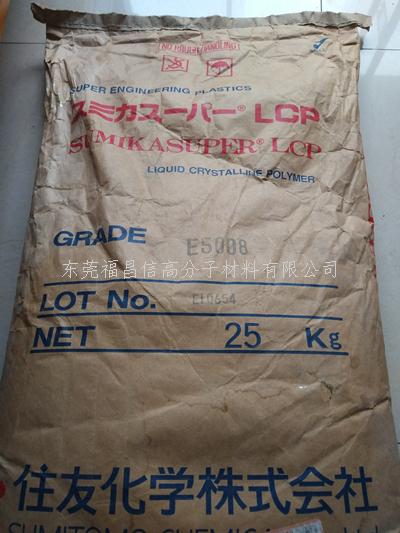 NO ROUGH HANDLING
SUPER ENGINEERING PLASTICS
スミカスーパー® LCP
SUMIKASUPER® LCP
LIQUID CRYSTALLINE POLYMER
GRADE E5008
东莞福昌信高分子材料有限公司
LOT No.
NET 25 Kg
住友化学株式会社
SUMITOMO CHEMICAL